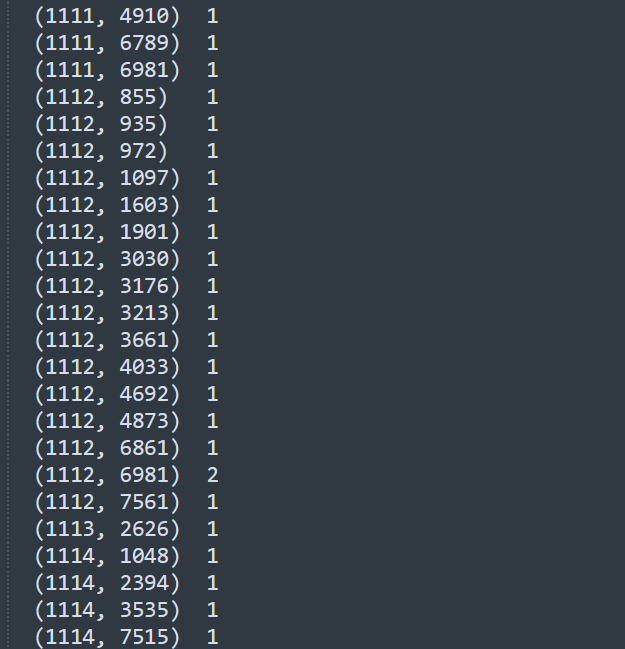 (1111, 4910) 1
(1111, 6789) 1
(1111, 6981) 1
(1112, 855) 1
(1112, 935) 1
(1112, 972) 1
(1112, 1097) 1
(1112, 1603) 1
(1112, 1901) 1
(1112, 3030) 1
(1112, 3176) 1
(1112, 3213) 1
(1112, 3661) 1
(1112, 4033) 1
(1112, 4692) 1
(1112, 4873) 1
(1112, 6861) 1
(1112, 6981) 2
(1112, 7561) 1
(1113, 2626) 1
(1114, 1048) 1
(1114, 2394) 1
(1114, 3535) 1
(1114, 7515) 1